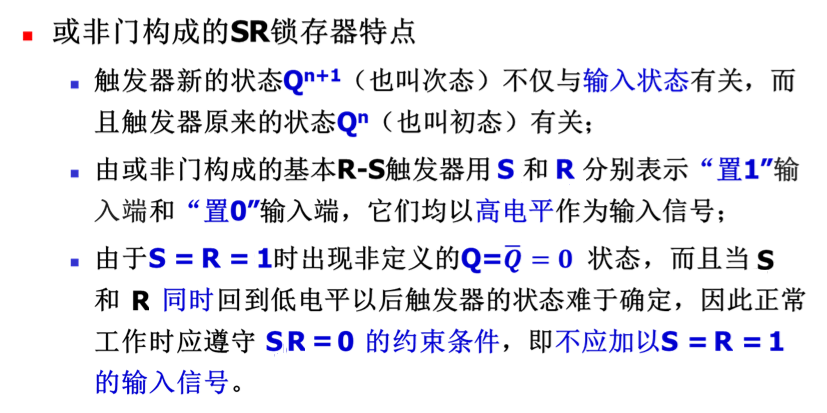 或非门构成的SR锁存器特点
触发器新的状态Qⁿ⁺¹（也叫次态）不仅与输入状态有关，而
且触发器原来的状态Qⁿ（也叫初态）有关；
由或非门构成的基本R-S触发器用 S 和 R 分别表示“置1”输
入端和“置0”输入端，它们均以高电平作为输入信号；
由于S = R = 1时出现非定义的Q=Q̅ = 0 状态，而且当 S
和 R 同时回到低电平以后触发器的状态难于确定，因此正常
工作时应遵守 SR = 0 的约束条件，即不应加以S = R = 1
的输入信号。